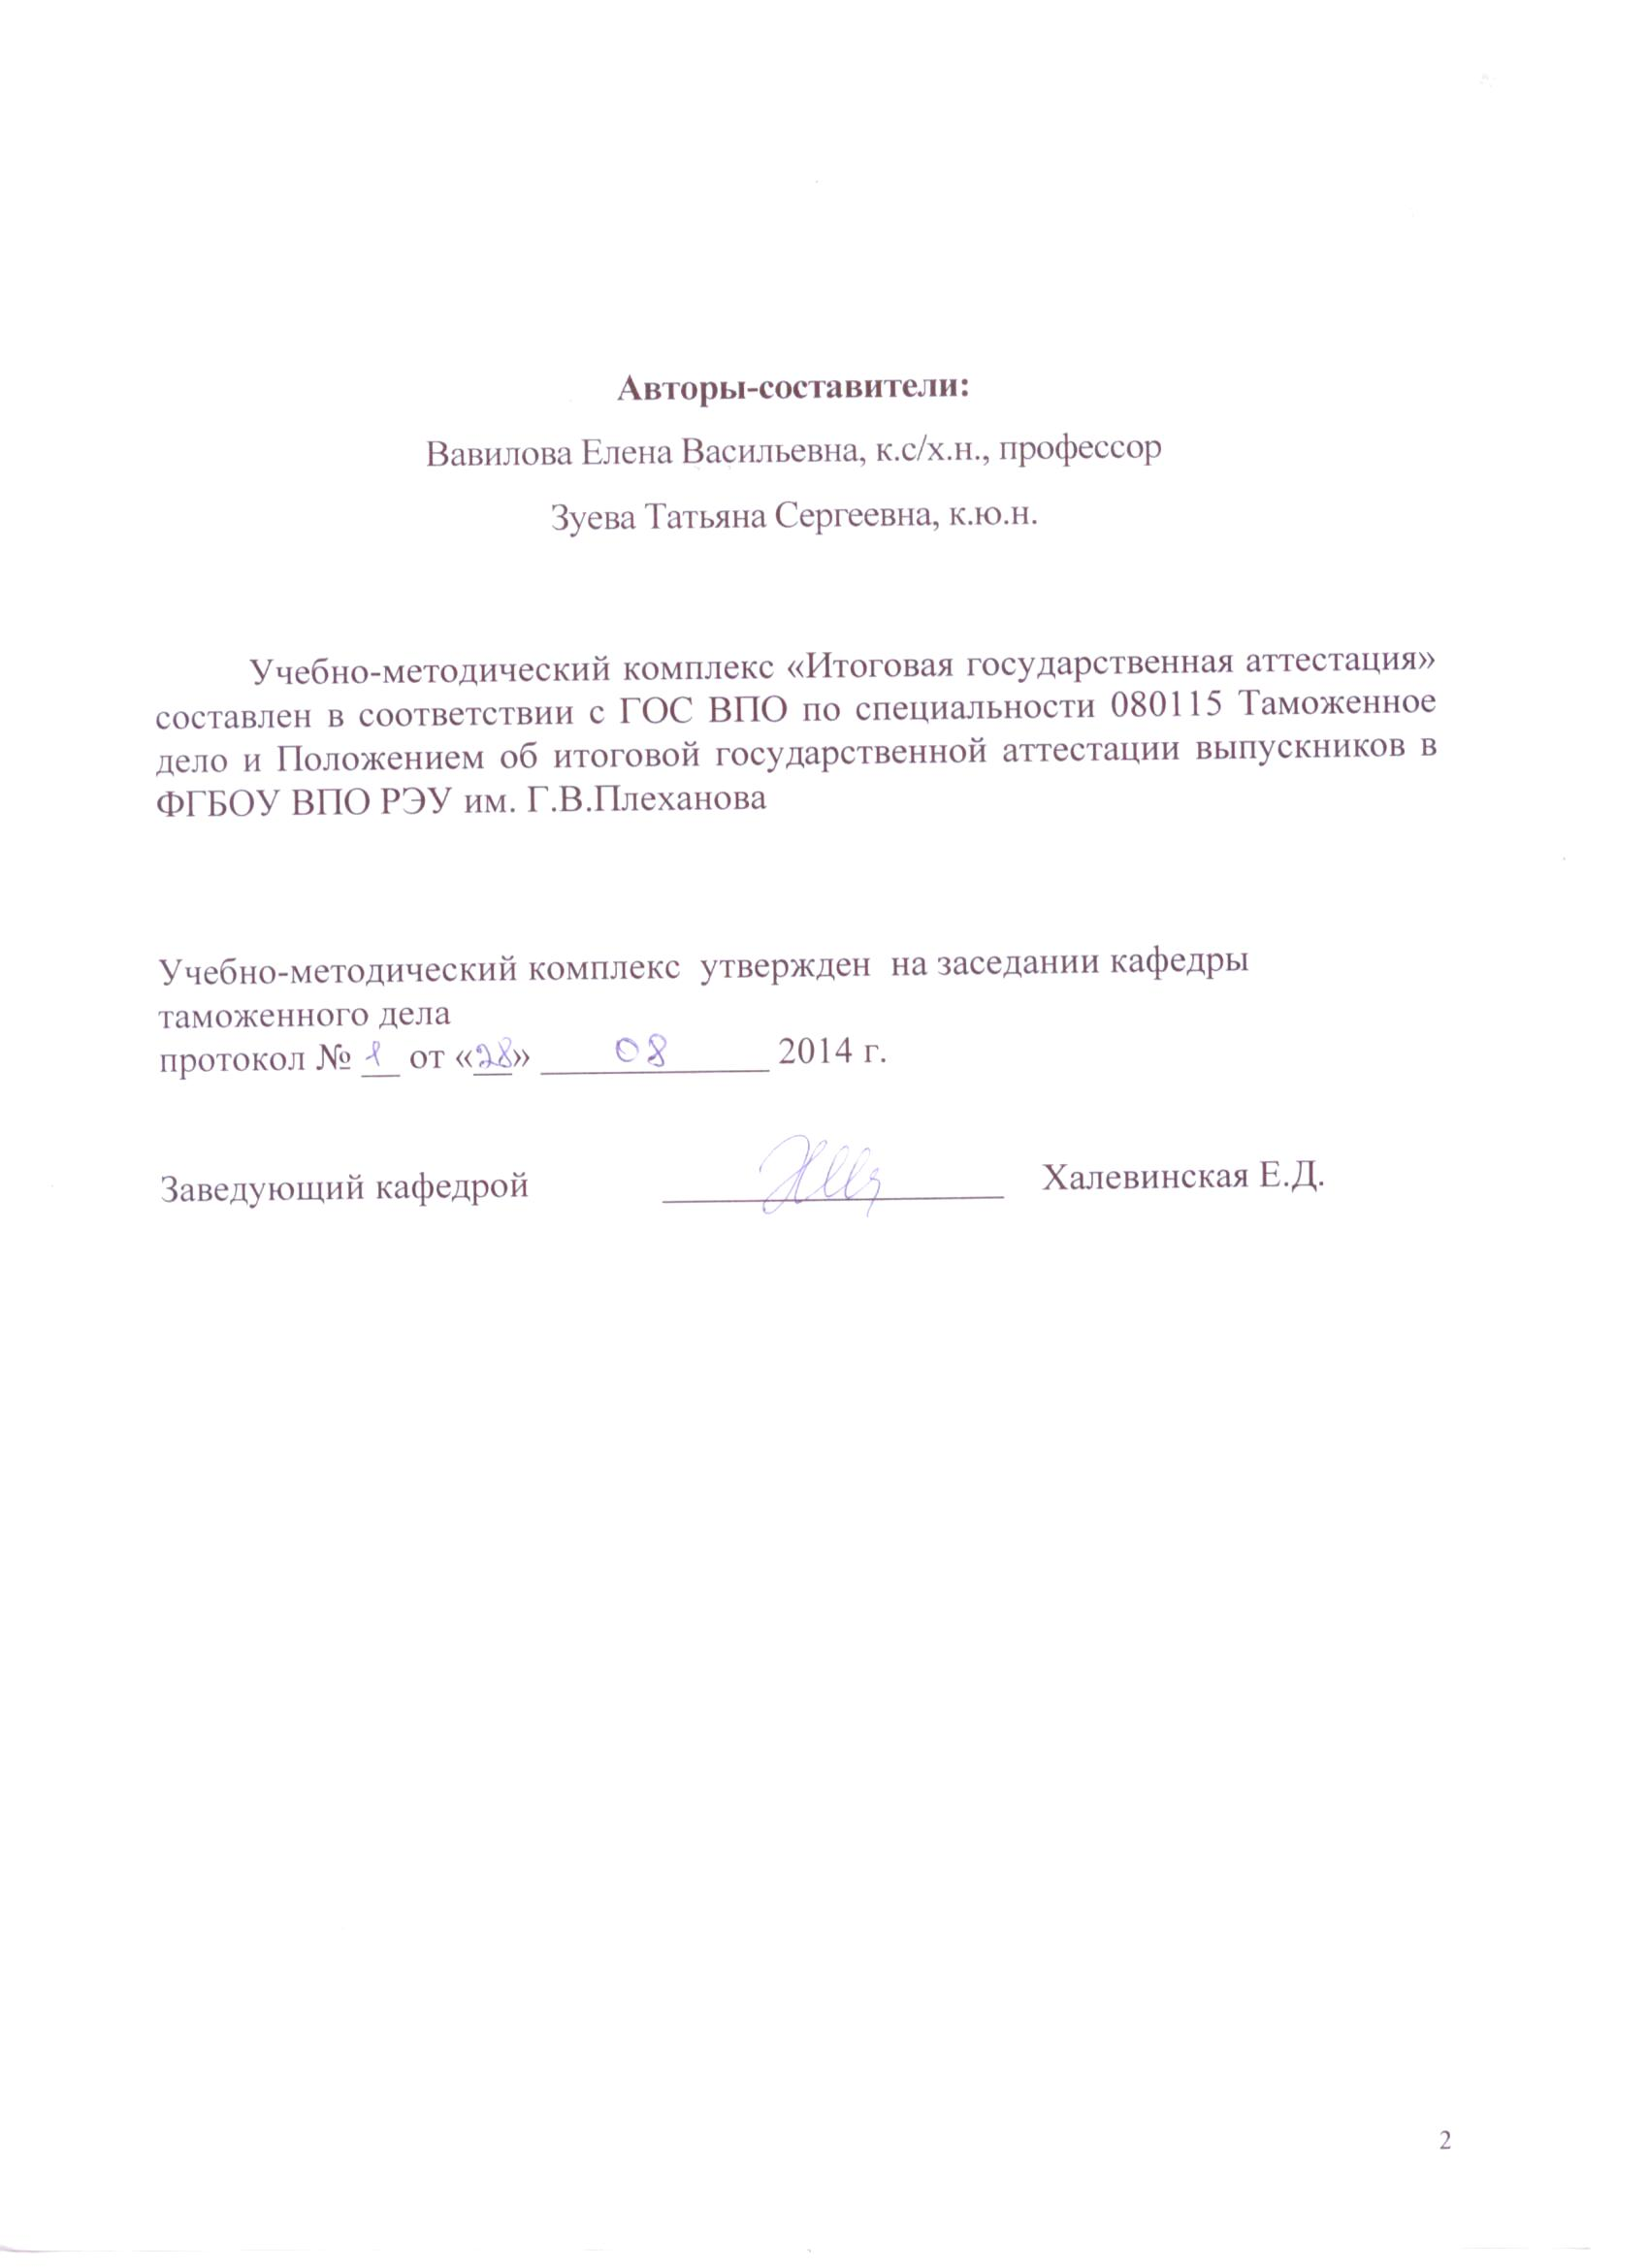 Авторы-составители:
Вавилова Елена Васильевна, к.с/х.н., профессор
Зуева Татьяна Сергеевна, к.ю.н.
Учебно-методический комплекс «Итоговая государственная аттестация»
составлен в соответствии с ГОС ВПО по специальности 080115 Таможенное
дело и Положением об итоговой государственной аттестации выпускников в
ФГБОУ ВПО РЭУ им. Г.В.Плеханова
Учебно-методический комплекс утвержден на заседании кафедры
таможенного дела
протокол № 1 от «28» 08 2014 г.
Заведующий кафедрой Халевинская Е.Д.
2